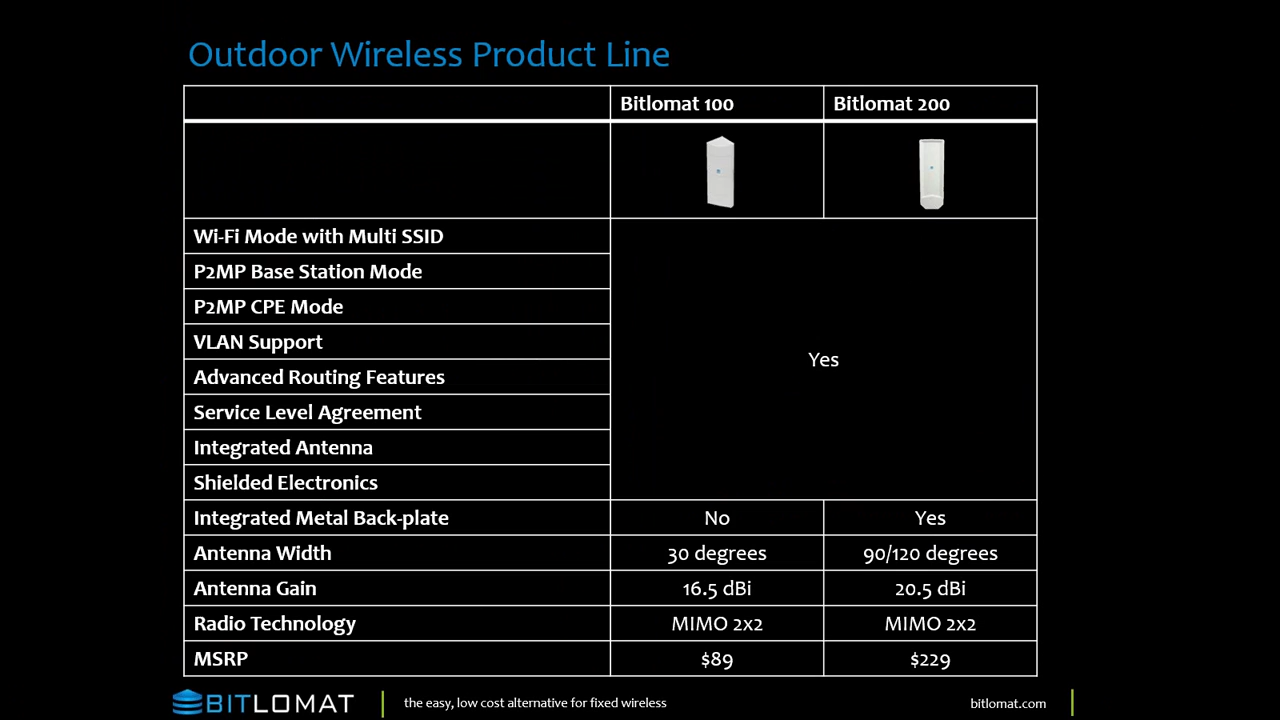 Outdoor Wireless Product Line
Bitlomat 100 Bitlomat 200
Wi-Fi Mode with Multi SSID
P2MP Base Station Mode
P2MP CPE Mode
VLAN Support
Advanced Routing Features
Service Level Agreement
Integrated Antenna
Shielded Electronics
Yes
Integrated Metal Back-plate No Yes
Antenna Width 30 degrees 90/120 degrees
Antenna Gain 16.5 dBi 20.5 dBi
Radio Technology MIMO 2x2 MIMO 2x2
MSRP $89 $229
BITLOMAT the easy, low cost alternative for fixed wireless bitlomat.com